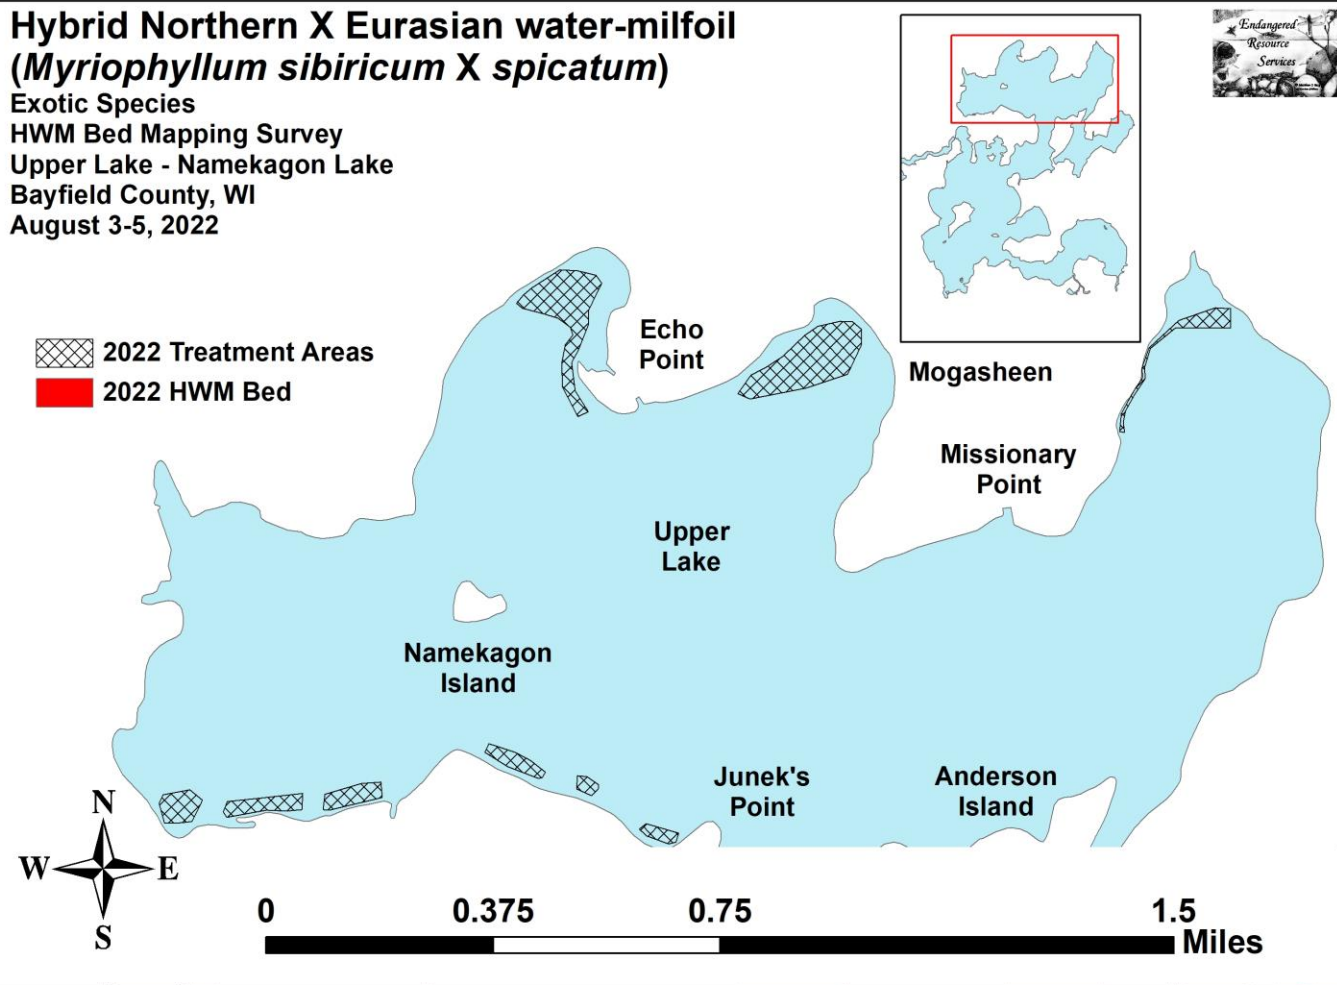 Hybrid Northern X Eurasian water-milfoil
(Myriophyllum sibiricum X spicatum)
Exotic Species
HWM Bed Mapping Survey
Upper Lake - Namekagon Lake
Bayfield County, WI
August 3-5, 2022
Endangered
Resource
Services
2022 Treatment Areas
2022 HWM Bed
Echo
Point
Mogasheen
Missionary
Point
Upper
Lake
Namekagon
Island
Junek's
Point
Anderson
Island
N
W E
S
0 0.375 0.75 1.5
Miles